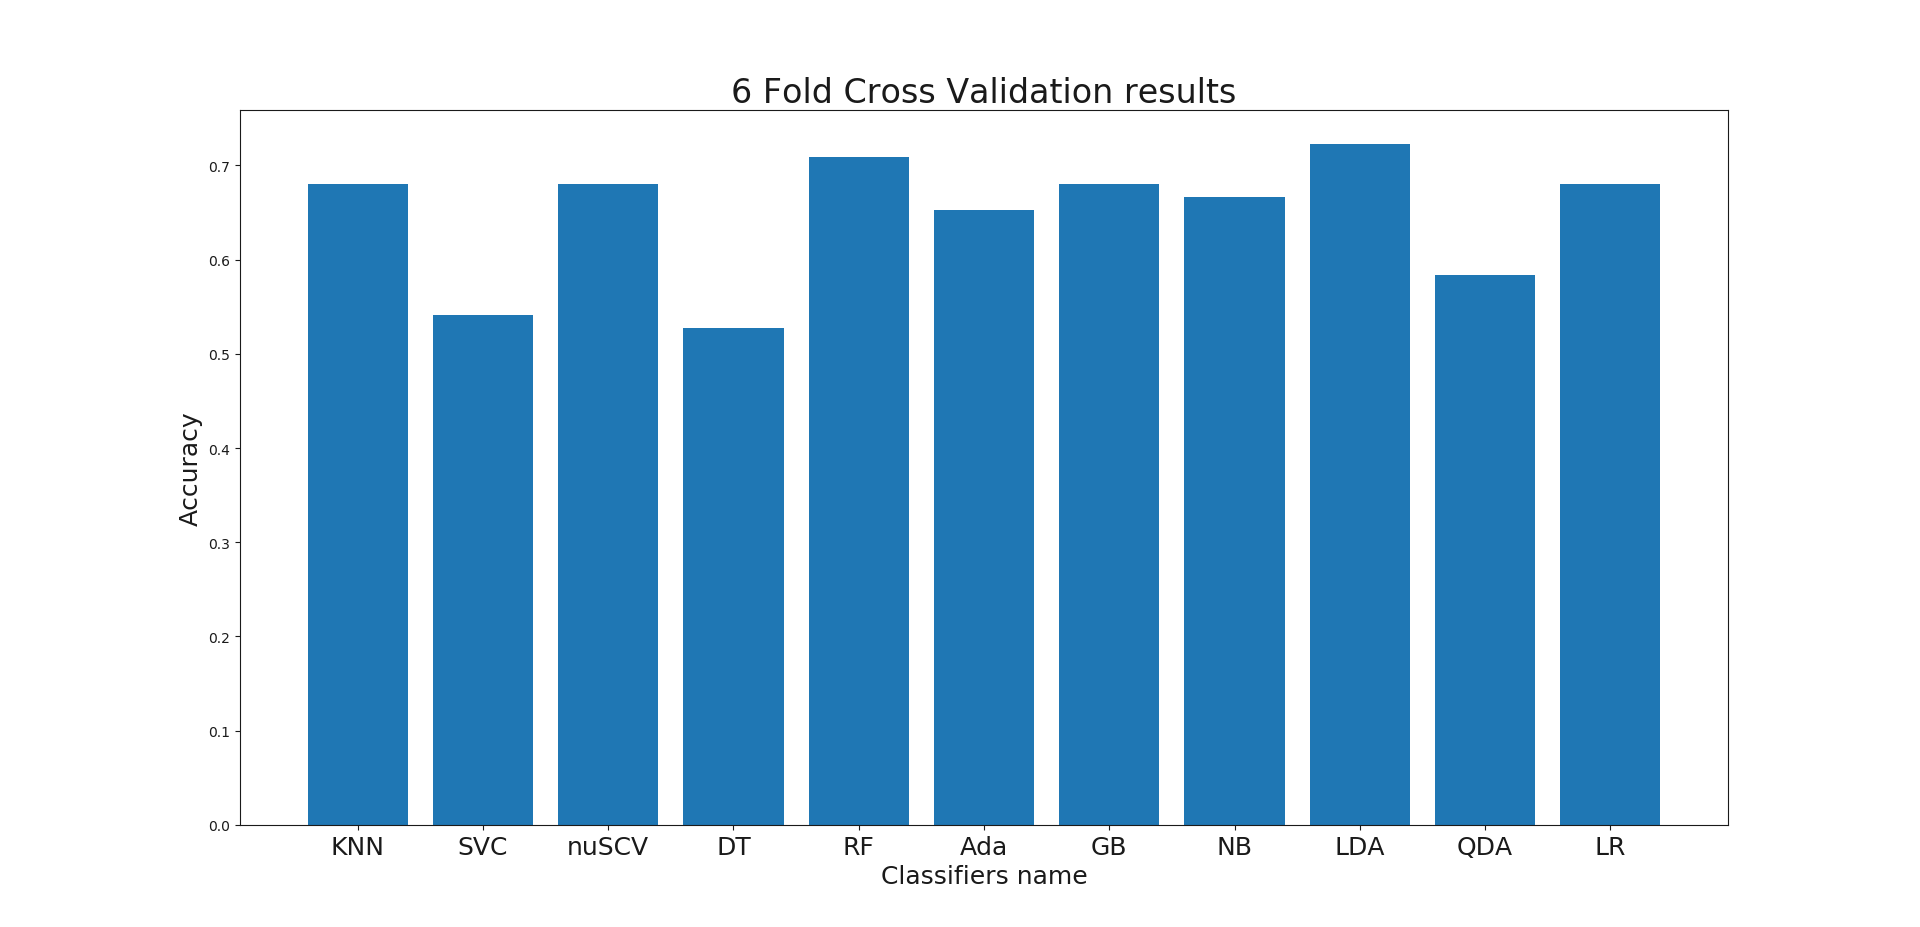 6 Fold Cross Validation results
0.7
0.6
0.5
0.4
0.3
0.2
0.1
0.0
Accuracy
KNN SVC nuSCV DT RF Ada GB NB LDA QDA LR
Classifiers name